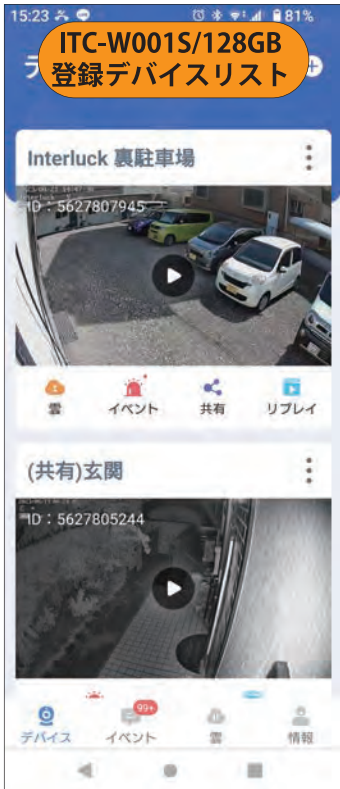 15:23
81%
ITC-W001S/128GB
登録デバイスリスト
Interluck 裏駐車場
ID：5627807945
雲
イベント
共有
リプレイ
(共有)玄関
ID：5627805244
99+
デバイス
イベント
雲
情報